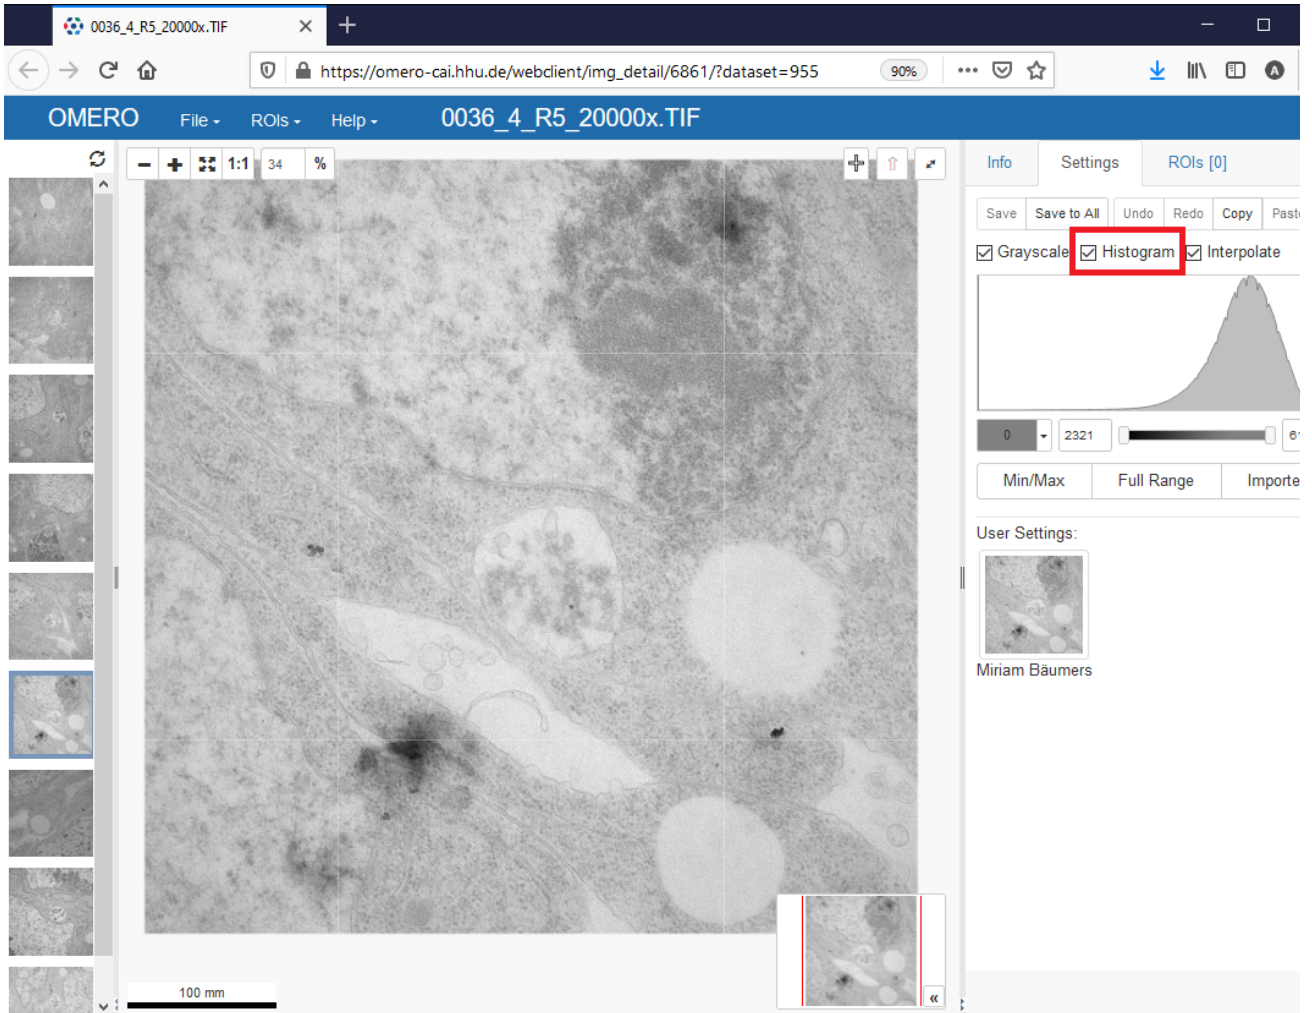 0036_4_R5_20000x.TIF
https://omero-cai.hhu.de/webclient/img_detail/6861/?dataset=955
90%
A
OMERO
File
ROIs
Help
0036_4_R5_20000x.TIF
1:1
34
%
Info
Settings
ROIs [0]
Save
Save to All
Undo
Redo
Copy
Past
Grayscale
Histogram
Interpolate
0
2321
Min/Max
Full Range
Importe
User Settings:
Miriam Bäumers
100 mm